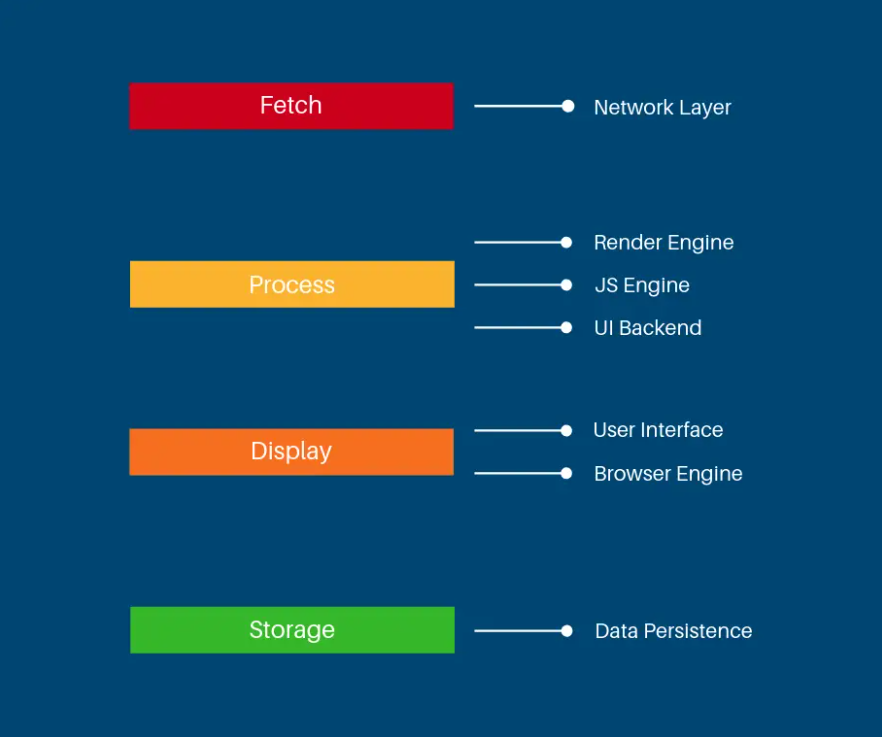 Fetch
Network Layer
Process
Render Engine
JS Engine
UI Backend
Display
User Interface
Browser Engine
Storage
Data Persistence